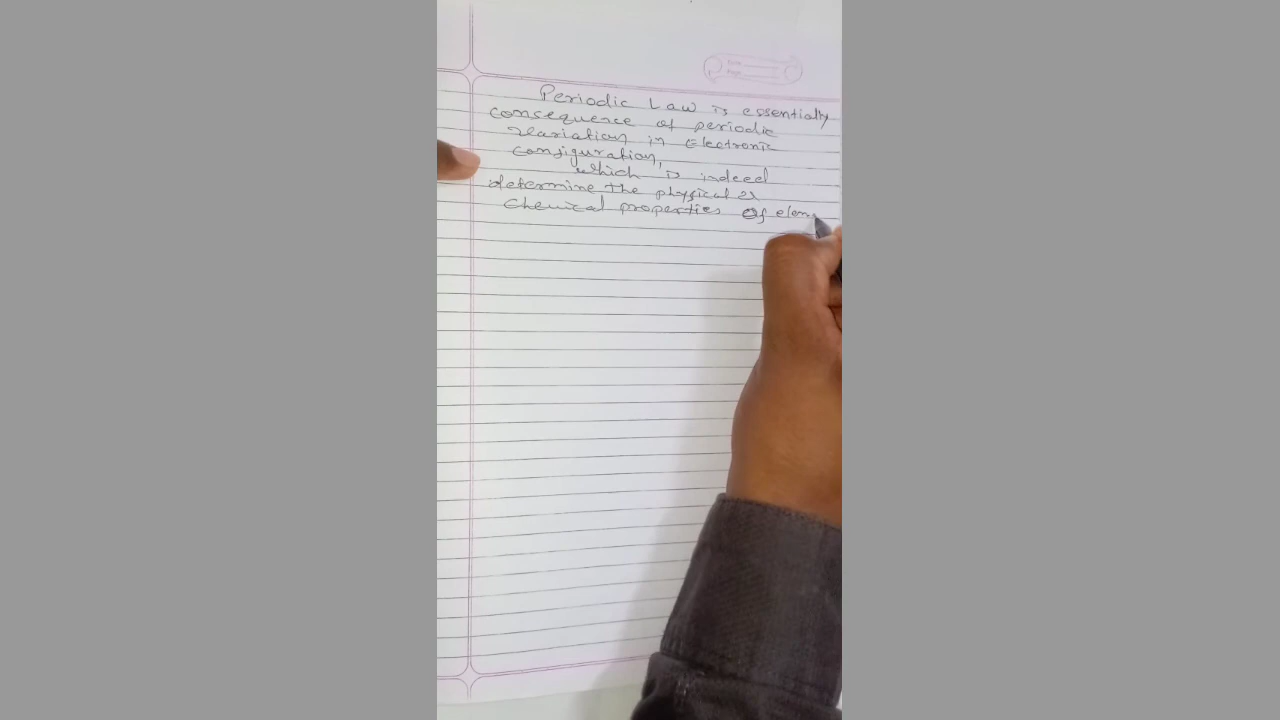 Periodic Law is essentially
consequence of periodic
variation in Electronic
configuration,
which is indeed
determine the physical &
chemical properties of elem